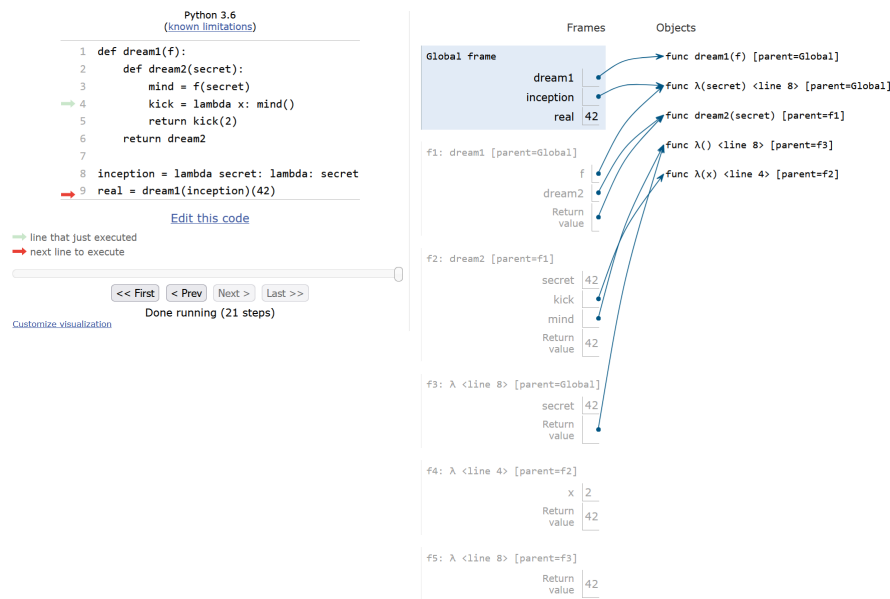 Python 3.6
(known limitations)
1 def dream1(f):
2     def dream2(secret):
3         mind = f(secret)
4         kick = lambda x: mind()
5         return kick(2)
6     return dream2
7
8 inception = lambda secret: lambda: secret
9 real = dream1(inception)(42)
Edit this code
line that just executed
next line to execute
<< First < Prev Next > Last >>
Done running (21 steps)
Customize visualization
Frames Objects
Global frame
dream1
inception
real 42
f1: dream1 [parent=Global]
f
dream2
Return
value
f2: dream2 [parent=f1]
secret 42
kick
mind
Return
value 42
f3: λ <line 8> [parent=Global]
secret 42
Return
value
f4: λ <line 4> [parent=f2]
x 2
Return
value 42
f5: λ <line 8> [parent=f3]
Return
value 42
func dream1(f) [parent=Global]
func λ(secret) <line 8> [parent=Global]
func dream2(secret) [parent=f1]
func λ() <line 8> [parent=f3]
func λ(x) <line 4> [parent=f2]